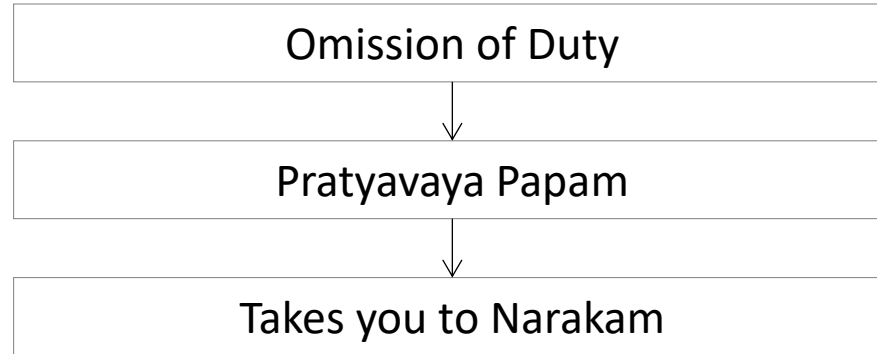 Omission of Duty
Pratyavaya Papam
Takes you to Narakam